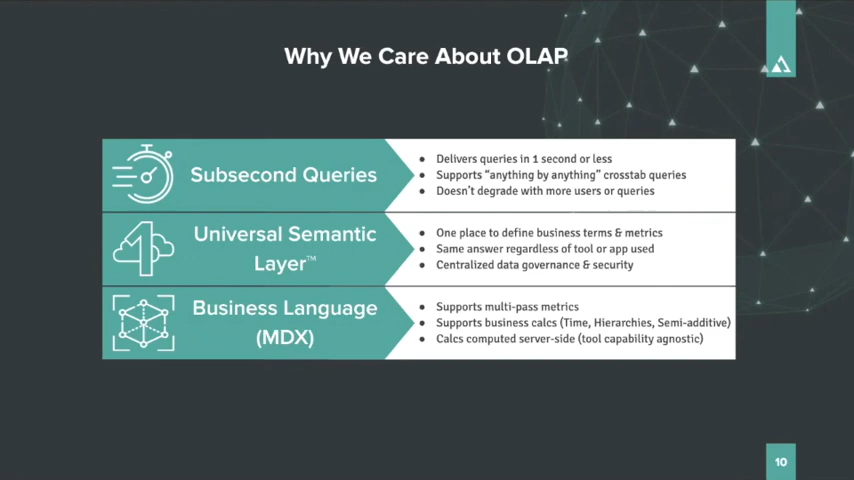 Why We Care About OLAP
Subsecond Queries
● Delivers queries in 1 second or less
● Supports “anything by anything” crosstab queries
● Doesn’t degrade with more users or queries
Universal Semantic
Layer™
● One place to define business terms & metrics
● Same answer regardless of tool or app used
● Centralized data governance & security
Business Language
(MDX)
● Supports multi-pass metrics
● Supports business calcs (Time, Hierarchies, Semi-additive)
● Calcs computed server-side (tool capability agnostic)
10